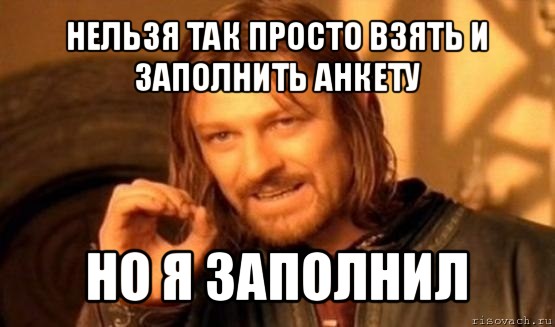 НЕЛЬЗЯ ТАК ПРОСТО ВЗЯТЬ И
ЗАПОЛНИТЬ АНКЕТУ
НО Я ЗАПОЛНИЛ
risovach.ru